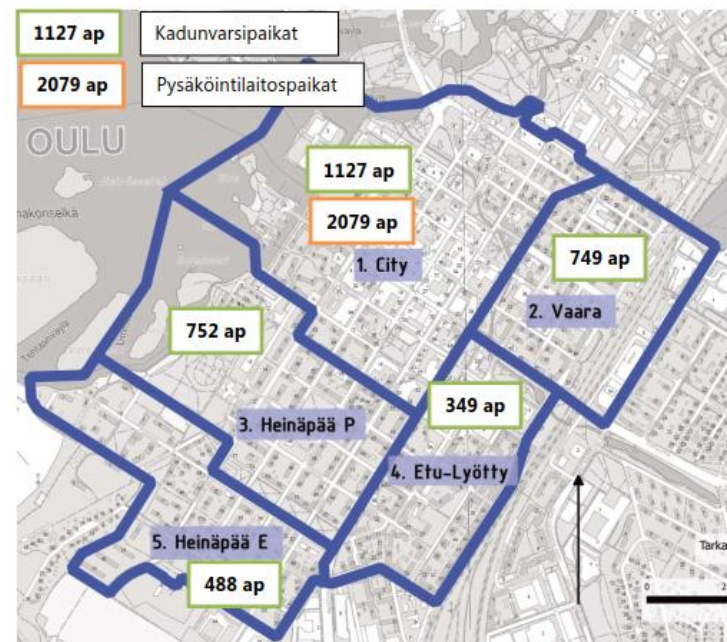 1127 ap Kadunvarsipaikat
2079 ap Pysäköintilaitospaikat
OULU
1127 ap
2079 ap
1. City
749 ap
2. Vaara
752 ap
349 ap
3. Heinäpää P
4. Etu-Lyötty
5. Heinäpää E
488 ap
Tarka
0